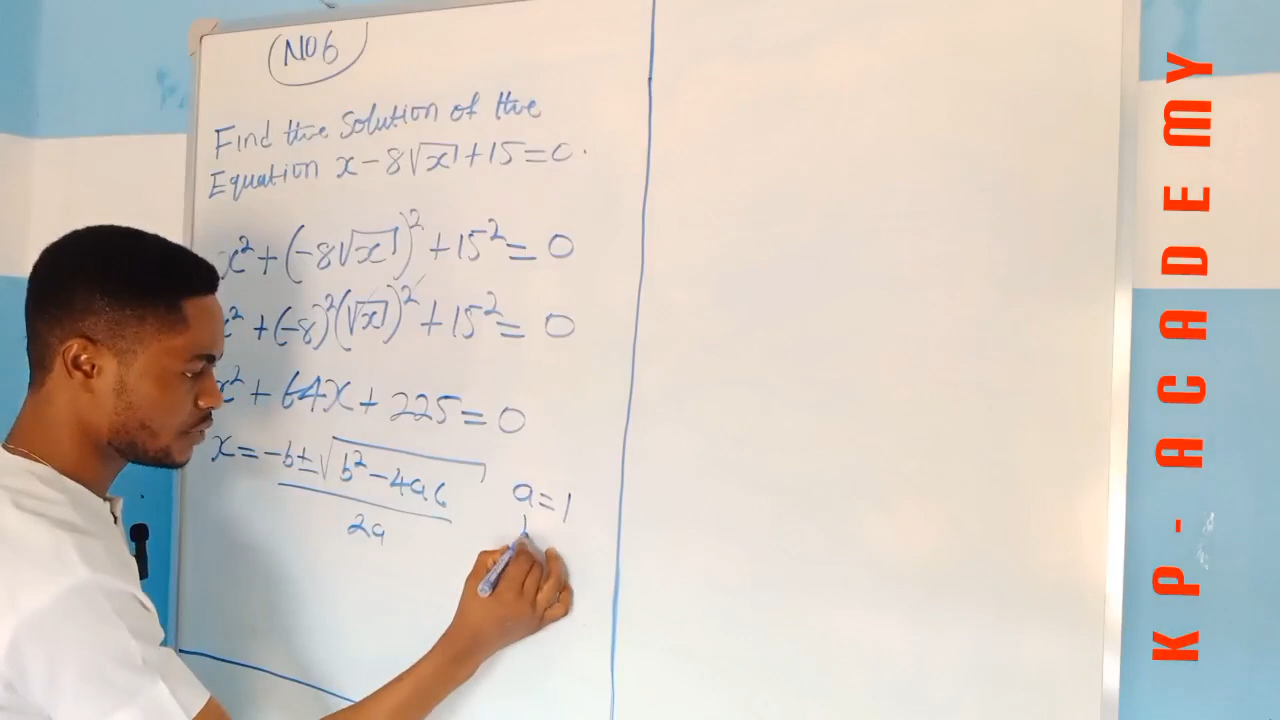 NO6
Find the Solution of the
Equation x - 8√x + 15 = 0.
x² + (-8√x)² + 15² = 0
x² + (-8)²(√x)² + 15² = 0
x² + 64x + 225 = 0
x = -b ± √b² - 4ac
2a
a = 1
KP-ACADEMY